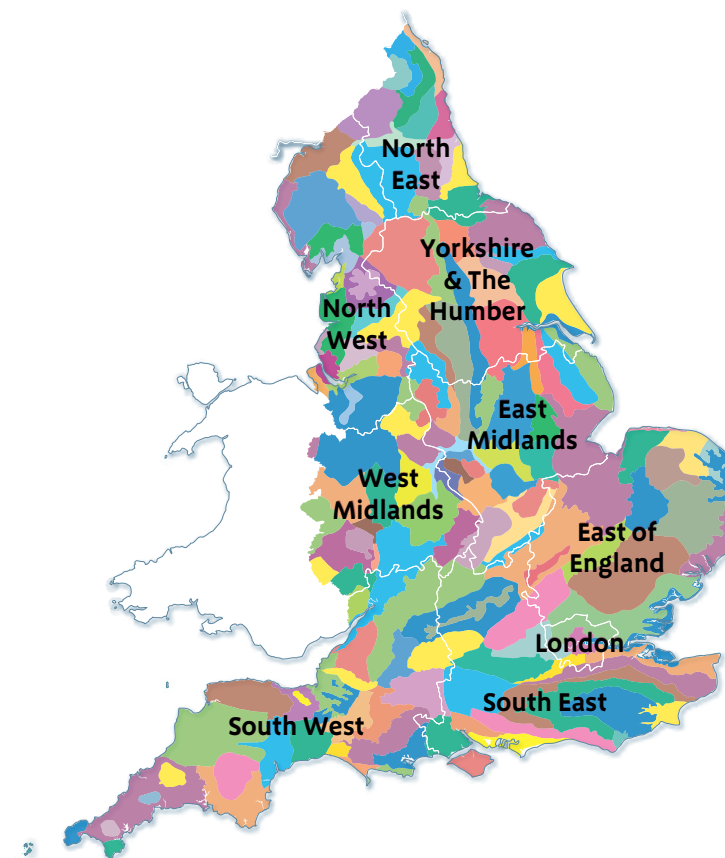 North
East
Yorkshire
& The
Humber
North
West
East
Midlands
West
Midlands
East of
England
London
South East
South West